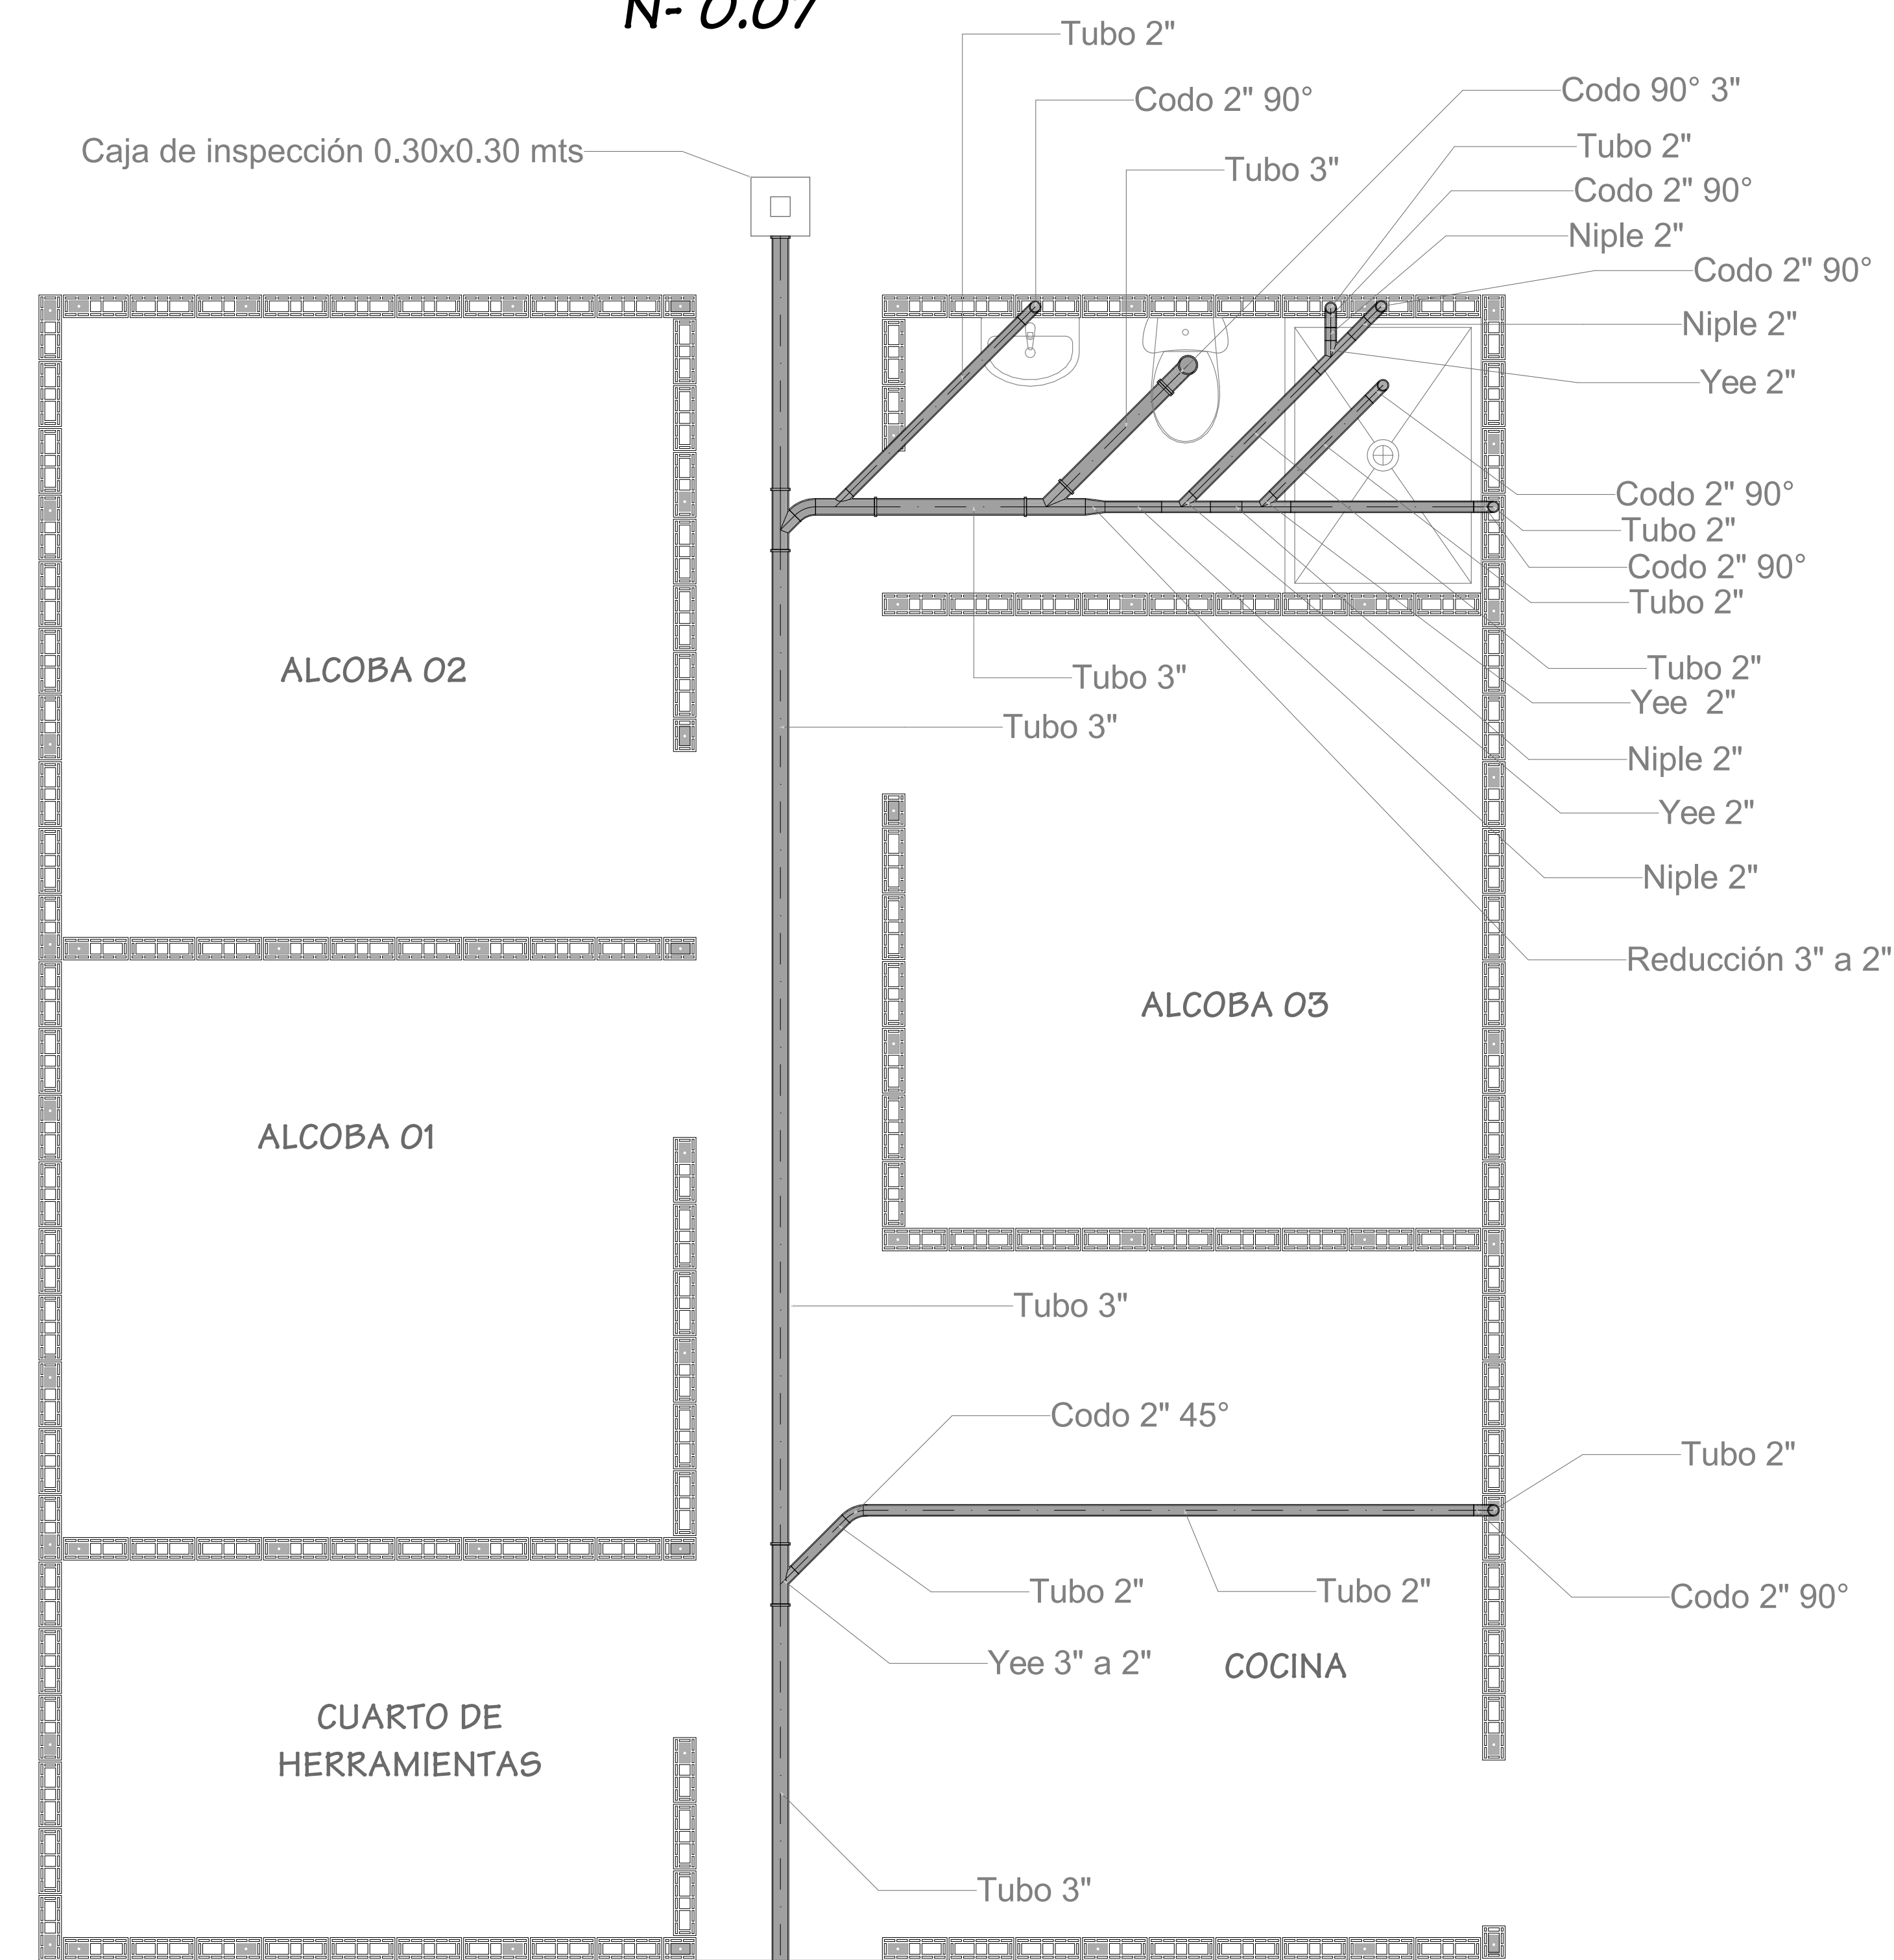 N- 0.07
Tubo 2"
Codo 2" 90°
Codo 90° 3"
Caja de inspección 0.30x0.30 mts
Tubo 2"
Tubo 3"
Codo 2" 90°
Niple 2"
Codo 2" 90°
Niple 2"
Yee 2"
Codo 2" 90°
Tubo 2"
Codo 2" 90°
Tubo 2"
ALCOBA 02
Tubo 3"
Tubo 2"
Yee  2"
Tubo 3"
Niple 2"
Yee 2"
Niple 2"
Reducción 3" a 2"
ALCOBA 03
ALCOBA 01
Tubo 3"
Codo 2" 45°
Tubo 2"
Tubo 2"
Tubo 2"
Codo 2" 90°
Yee 3" a 2"
COCINA
CUARTO DE
HERRAMIENTAS
Tubo 3"